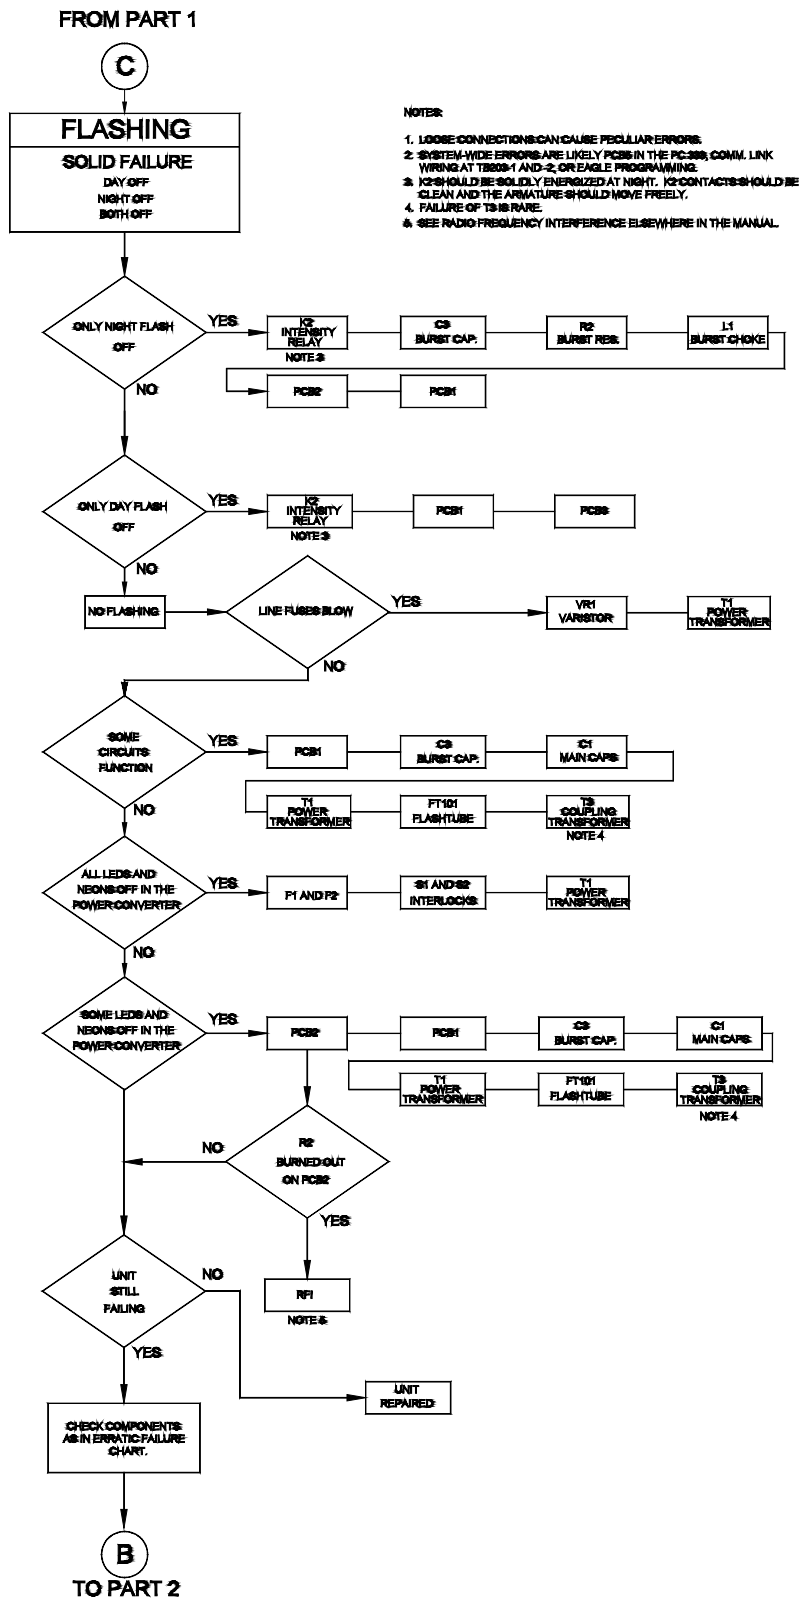 FROM PART 1
C
FLASHING
SOLID FAILURE
DAY OFF
NIGHT OFF
BOTH OFF
NOTES:
1. LOOSE CONNECTIONS CAN CAUSE PECULIAR ERRORS.
2. SYSTEM-WIDE ERRORS ARE LIKELY PCB5 IN THE PC 389, COMM. LINK
WIRING AT TB203-1 AND -2, OR EAGLE PROGRAMMING.
3. K2 SHOULD BE SOLIDLY ENERGIZED AT NIGHT. K2 CONTACTS SHOULD BE
CLEAN AND THE ARMATURE SHOULD MOVE FREELY.
4. FAILURE OF T3 IS RARE.
5. SEE RADIO FREQUENCY INTERFERENCE ELSEWHERE IN THE MANUAL.
ONLY NIGHT FLASH
OFF
YES
K2
INTENSITY
RELAY
NOTE 3
C3
BURST CAP.
R2
BURST RES.
L1
BURST CHOKE
NO
PCB2
PCB1
ONLY DAY FLASH
OFF
YES
K2
INTENSITY
RELAY
NOTE 3
PCB1
PCB3
NO
NO FLASHING
LINE FUSES BLOW
YES
VR1
VARISTOR
T1
POWER
TRANSFORMER
NO
SOME
CIRCUITS
FUNCTION
YES
PCB1
C3
BURST CAP.
C1
MAIN CAPS
T1
POWER
TRANSFORMER
FT101
FLASHTUBE
T3
COUPLING
TRANSFORMER
NOTE 4
NO
ALL LEDS AND
NEONS OFF IN THE
POWER CONVERTER
YES
F1 AND F2
S1 AND S2
INTERLOCKS
T1
POWER
TRANSFORMER
NO
SOME LEDS AND
NEONS OFF IN THE
POWER CONVERTER
YES
PCB2
PCB1
C3
BURST CAP.
C1
MAIN CAPS
T1
POWER
TRANSFORMER
FT101
FLASHTUBE
T3
COUPLING
TRANSFORMER
NOTE 4
NO
R2
BURNED OUT
ON PCB2
YES
RFI
NOTE 5
UNIT
STILL
FAILING
NO
YES
UNIT
REPAIRED
CHECK COMPONENTS
AS IN ERRATIC FAILURE
CHART.
B
TO PART 2